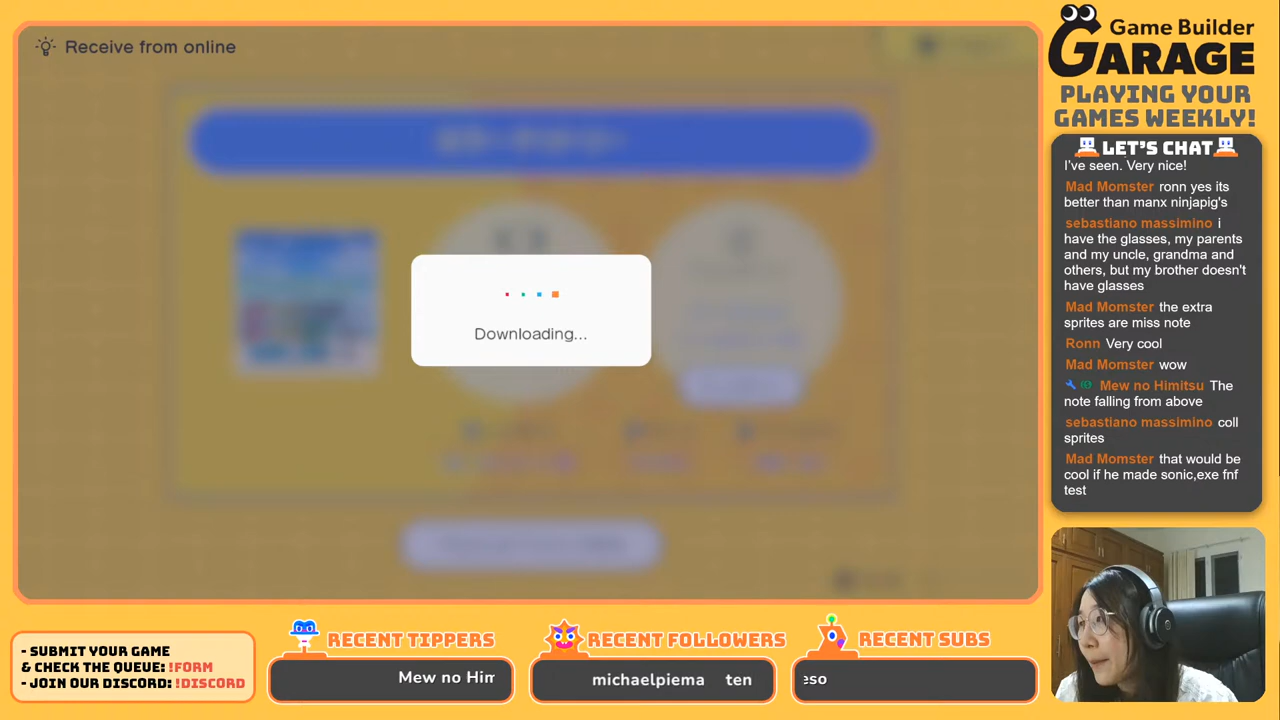 Receive from online
Downloading...
Game Builder
GARAGE
PLAYING YOUR
GAMES WEEKLY!
LET'S CHAT
I've seen. Very nice!
Mad Momster ronn yes its
better than manx ninjapig's
sebastiano massimino i
have the glasses, my parents
and my uncle, grandma and
others, but my brother doesn't
have glasses
Mad Momster the extra
sprites are miss note
Ronn Very cool
Mad Momster wow
Mew no Himitsu The
note falling from above
sebastiano massimino coll
sprites
Mad Momster that would be
cool if he made sonic,exe fnf
test
- SUBMIT YOUR GAME
& CHECK THE QUEUE: !FORM
- JOIN OUR DISCORD: !DISCORD
RECENT TIPPERS
Mew no Him
RECENT FOLLOWERS
michaelpiema ten
RECENT SUBS
eso